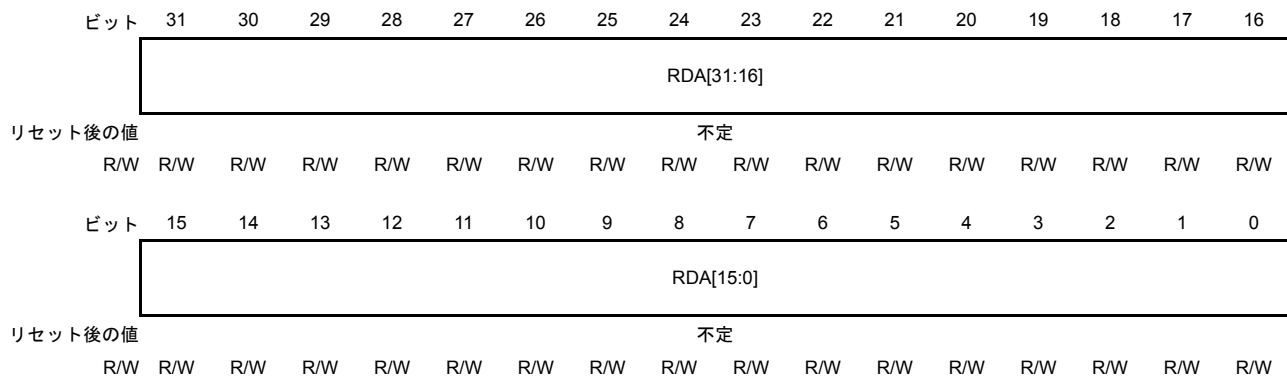 ビット 31 30 29 28 27 26 25 24 23 22 21 20 19 18 17 16
RDA[31:16]
リセット後の値 不定
R/W R/W R/W R/W R/W R/W R/W R/W R/W R/W R/W R/W R/W R/W R/W R/W R/W
ビット 15 14 13 12 11 10 9 8 7 6 5 4 3 2 1 0
RDA[15:0]
リセット後の値 不定
R/W R/W R/W R/W R/W R/W R/W R/W R/W R/W R/W R/W R/W R/W R/W R/W R/W